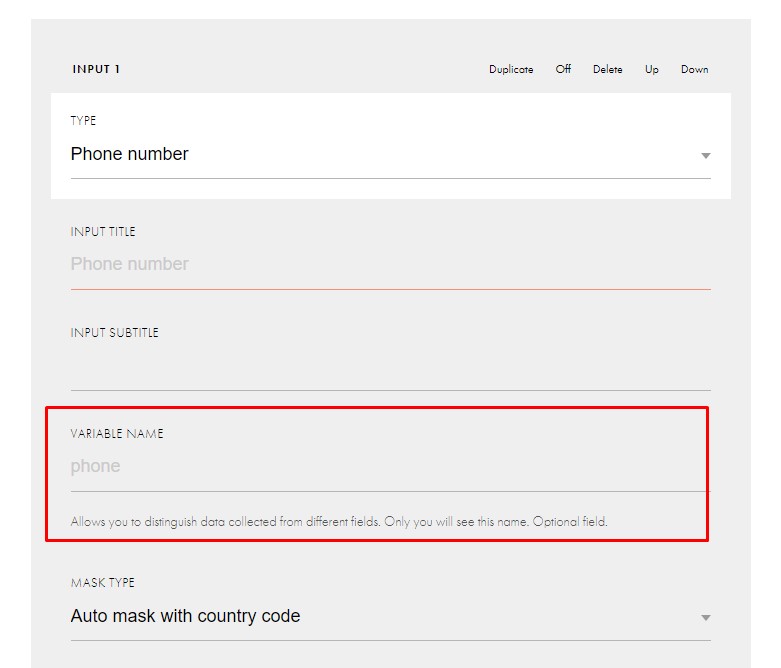 INPUT 1 Duplicate Off Delete Up Down
TYPE
Phone number
INPUT TITLE
Phone number
INPUT SUBTITLE
VARIABLE NAME
phone
Allows you to distinguish data collected from different fields. Only you will see this name. Optional field.
MASK TYPE
Auto mask with country code